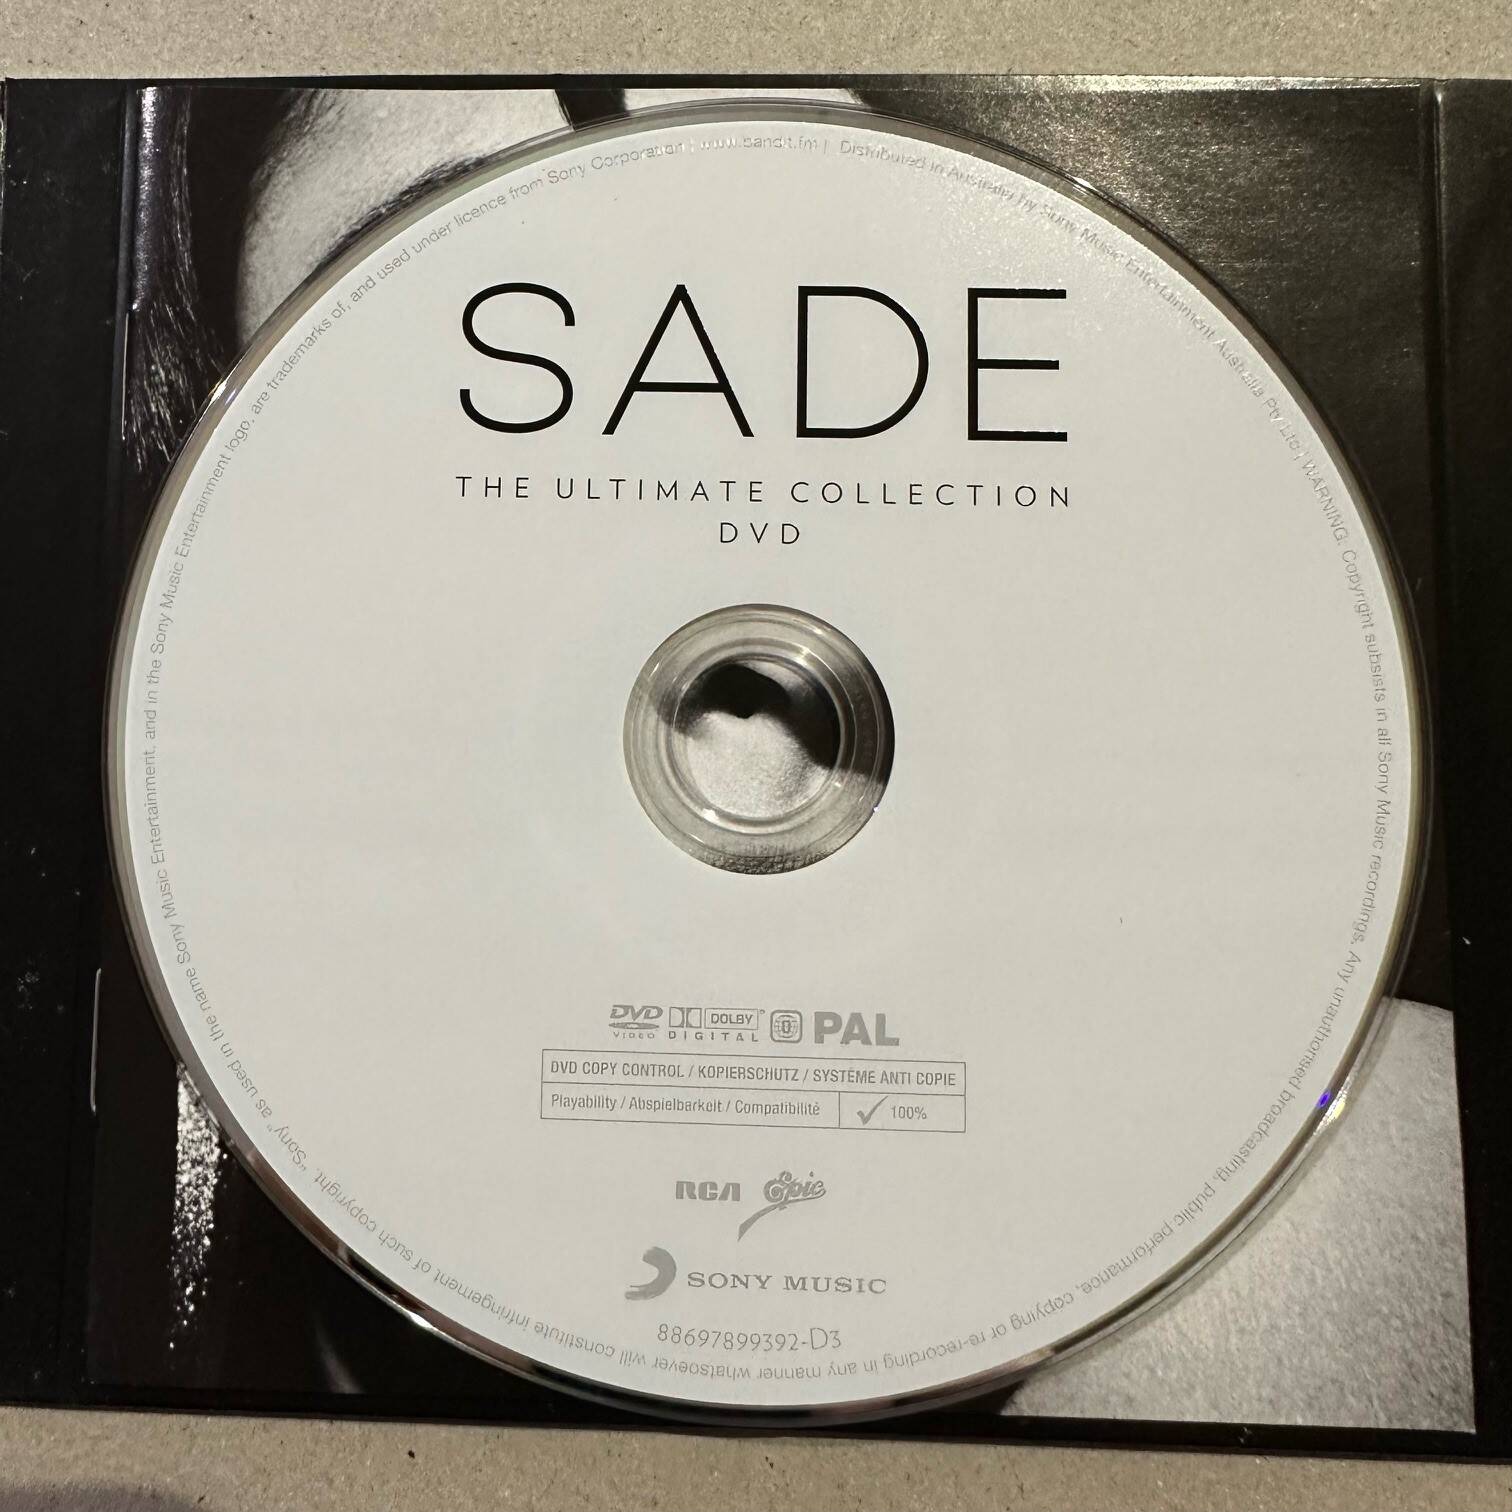 SADE
THE ULTIMATE COLLECTION
DVD
DVD VIDEO DOLBY DIGITAL 0 PAL
DVD COPY CONTROL / KOPIERSCHUTZ / SYSTÈME ANTI COPIE
Playability / Abspielbarkeit / Compatibilité 100%
RCA Epic
SONY MUSIC
88697899392-D3
"Sony" as used in the name Sony Music Entertainment, and in the Sony Music Entertainment logo, are trademarks of, and used under licence from Sony Corporation | www.bandit.fm | Distributed in Australia by Sony Music Entertainment Australia Pty Ltd | WARNING: Copyright subsists in all Sony Music recordings. Any unauthorised broadcasting, public performance, copying or re-recording in any manner whatsoever will constitute infringement of such copyright.